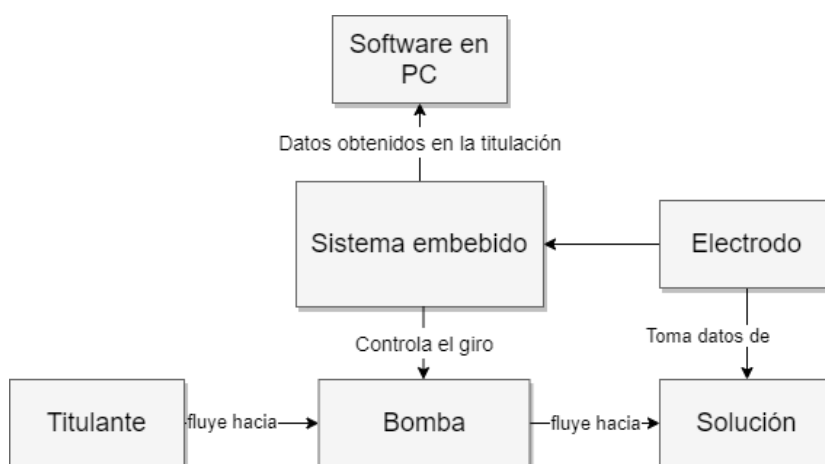 Software en
PC
Datos obtenidos en la titulación
Sistema embebido
Electrodo
Controla el giro
Toma datos de
Titulante
fluye hacia
Bomba
fluye hacia
Solución